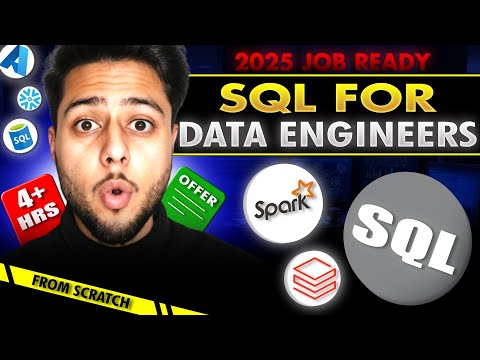 2025 JOB READY
SQL FOR
DATA ENGINEERS
SQL
4+
HRS
OFFER
Spark
SQL
FROM SCRATCH